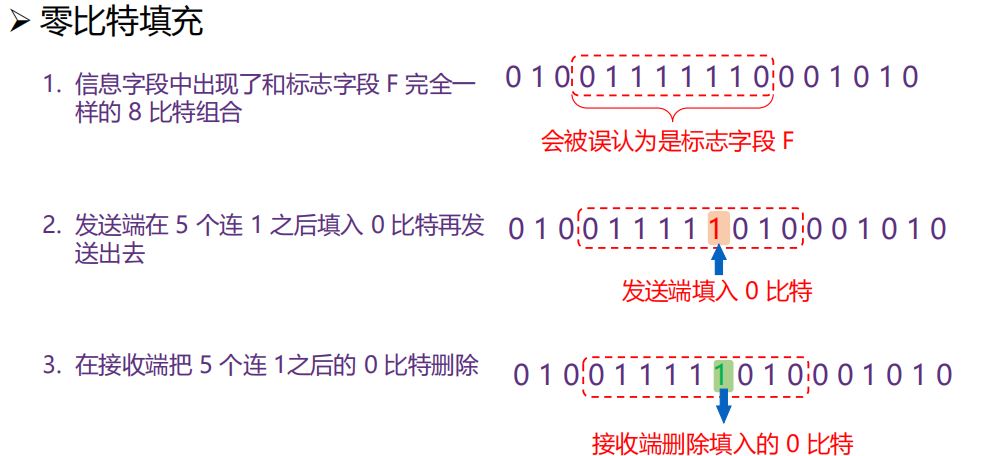 ➢ 零比特填充
1. 信息字段中出现了和标志字段 F 完全一
样的 8 比特组合
0 1 0 0 1 1 1 1 1 1 0 0 0 1 0 1 0
会被误认为是标志字段 F
2. 发送端在 5 个连 1 之后填入 0 比特再发
送出去
0 1 0 0 1 1 1 1 1 0 1 0 0 0 1 0 1 0
发送端填入 0 比特
3. 在接收端把 5 个连 1之后的 0 比特删除
0 1 0 0 1 1 1 1 1 0 1 0 0 0 1 0 1 0
接收端删除填入的 0 比特